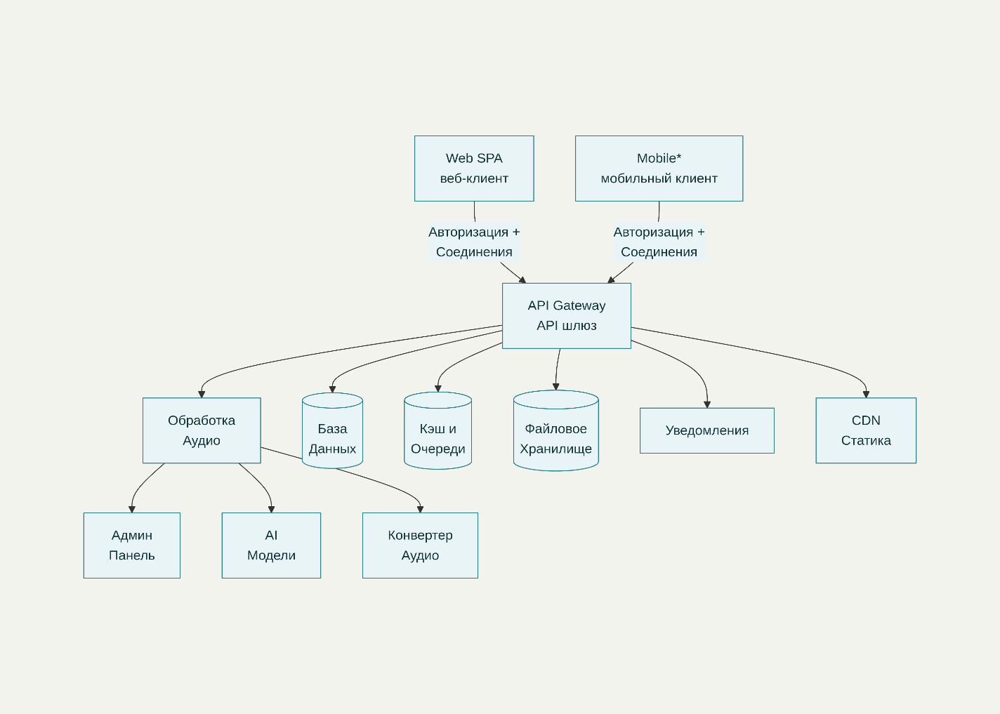 Web SPA
веб-клиент
Mobile*
мобильный клиент
Авторизация +
Соединения
Авторизация +
Соединения
API Gateway
API шлюз
Обработка
Аудио
База
Данных
Кэш и
Очереди
Файловое
Хранилище
Уведомления
CDN
Статика
Админ
Панель
AI
Модели
Конвертер
Аудио